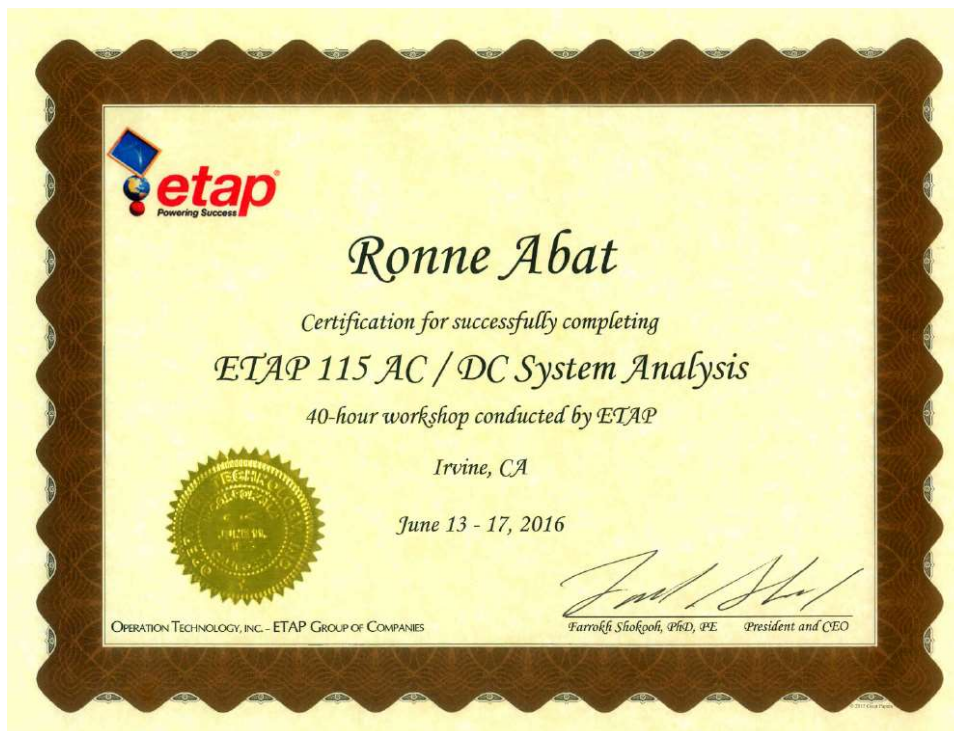 etap®
Powering Success
Ronne Abat
Certification for successfully completing
ETAP 115 AC / DC System Analysis
40-hour workshop conducted by ETAP
Irvine, CA
June 13 - 17, 2016
OPERATION TECHNOLOGY, INC. - ETAP GROUP OF COMPANIES
Farrokh Shokooh, PhD, PE President and CEO